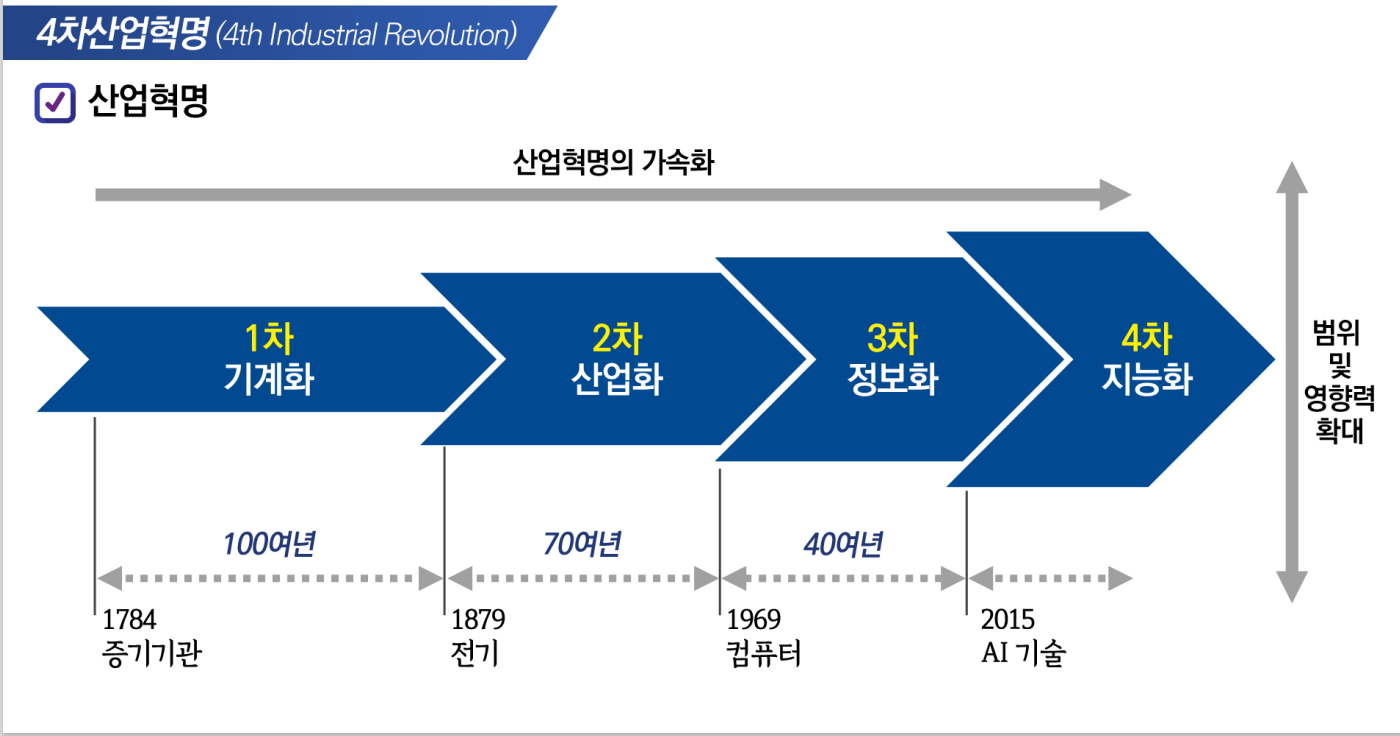 4차산업혁명 (4th Industrial Revolution)
산업혁명
산업혁명의 가속화
1차
기계화
2차
산업화
3차
정보화
4차
지능화
범위
및
영향력
확대
100여년
70여년
40여년
1784
증기기관
1879
전기
1969
컴퓨터
2015
AI 기술